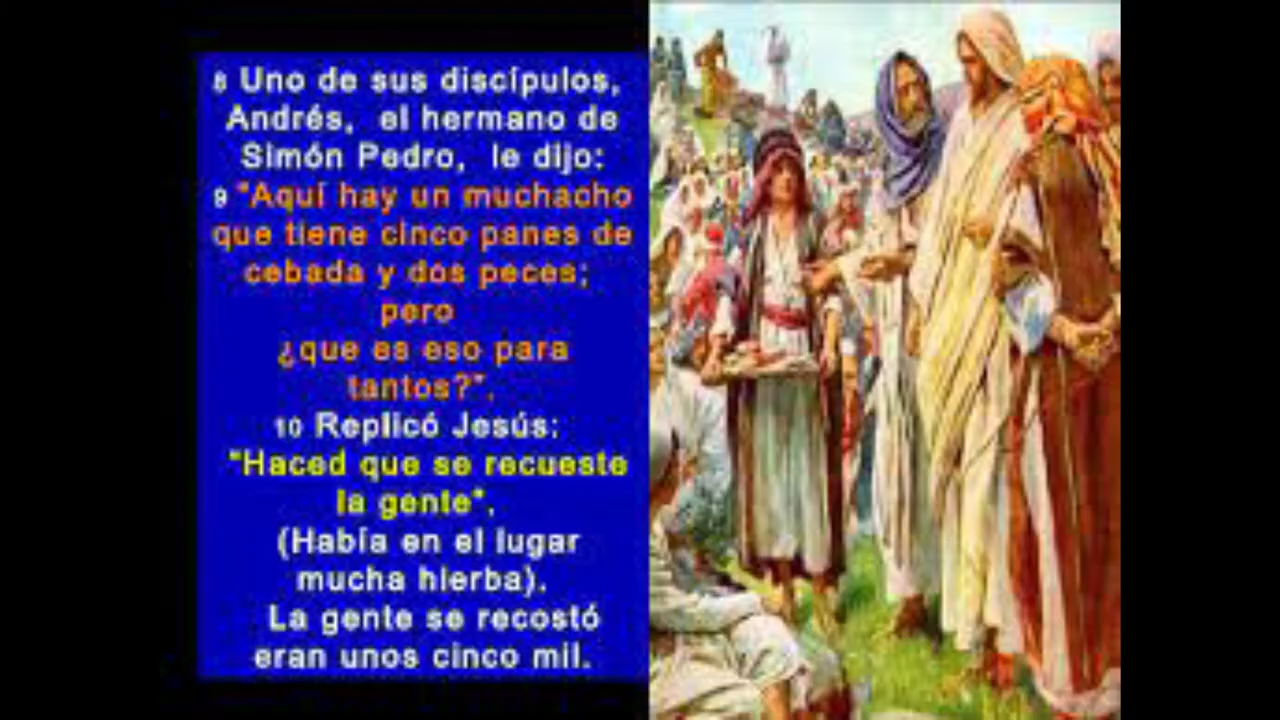 8 Uno de sus discípulos,
Andrés, el hermano de
Simón Pedro, le dijo:
9 "Aquí hay un muchacho
que tiene cinco panes de
cebada y dos peces;
pero
¿que es eso para
tantos?".
10 Replicó Jesús:
"Haced que se recueste
la gente".
(Había en el lugar
mucha hierba).
La gente se recostó
eran unos cinco mil.